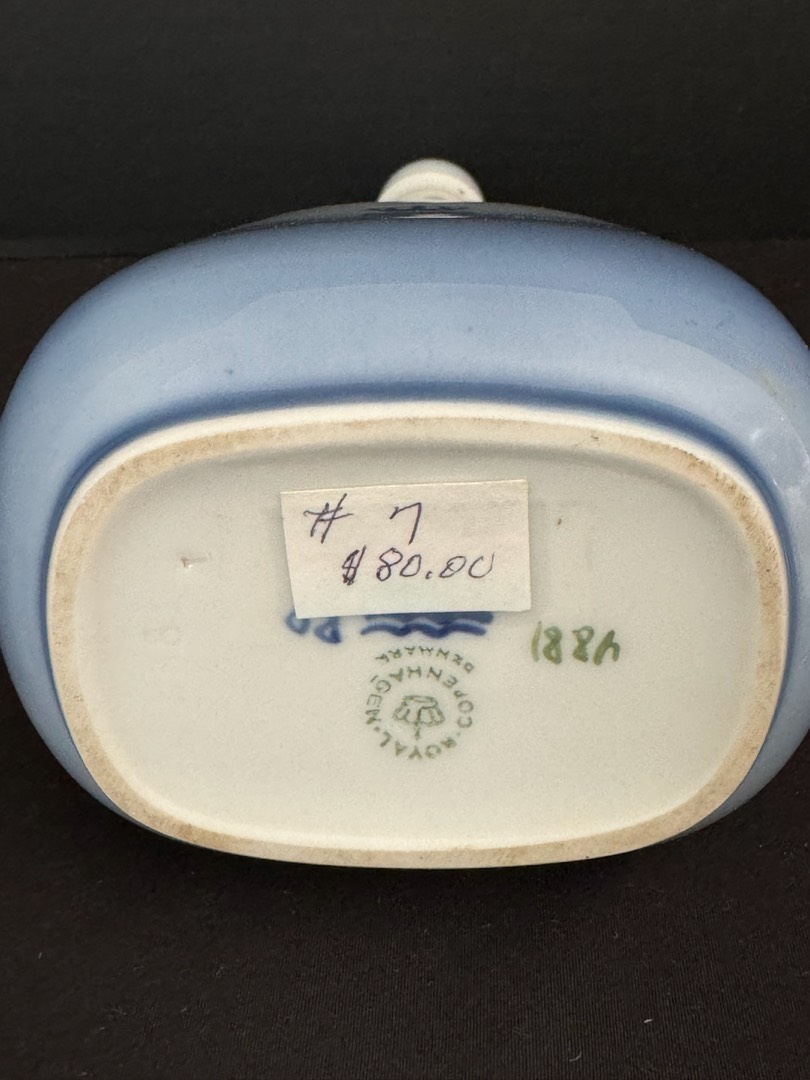 # 7
$80.00
4881
ROYAL·COPENHAGEN
DENMARK